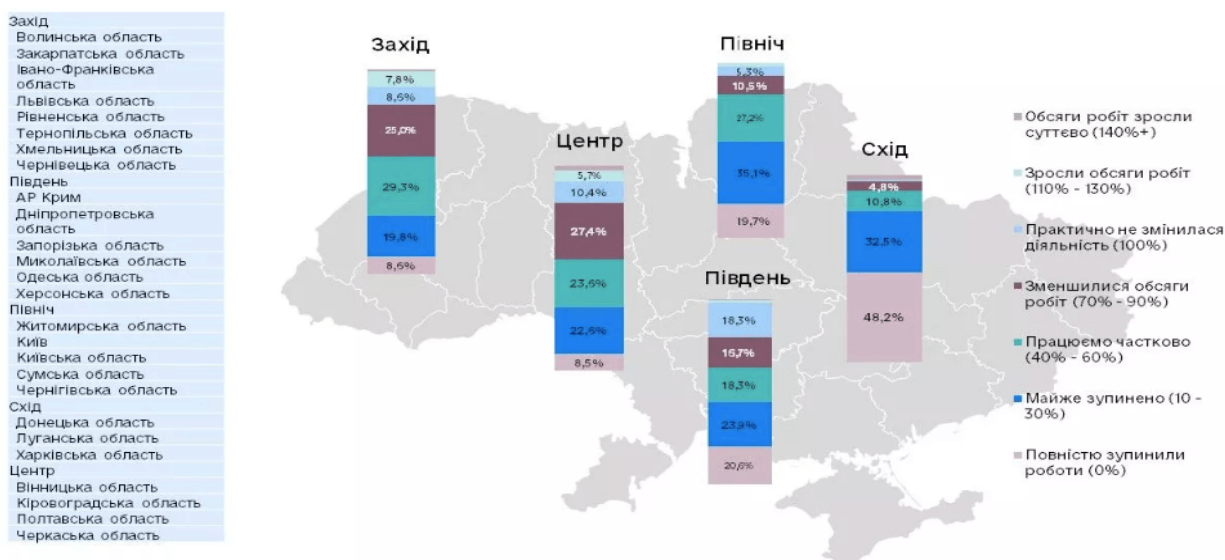 Захід
Волинська область
Закарпатська область
Івано-Франківська
область
Львівська область
Рівненська область
Тернопільська область
Хмельницька область
Чернівецька область
Південь
АР Крим
Дніпропетровська
область
Запорізька область
Миколаївська область
Одеська область
Херсонська область
Північ
Житомирська область
Київ
Київська область
Сумська область
Чернігівська область
Схід
Донецька область
Луганська область
Харківська область
Центр
Вінницька область
Кіровоградська область
Полтавська область
Черкаська область
Захід
7,8%
8,6%
25,0%
29,3%
19,8%
8,6%
Центр
5,7%
10,4%
27,4%
23,6%
22,6%
8,5%
Північ
5,3%
10,5%
27,2%
35,1%
19,7%
Південь
18,3%
16,7%
18,3%
23,9%
20,6%
Схід
4,8%
10,8%
32,5%
48,2%
Обсяги робіт зросли
суттєво (140%+)
Зросли обсяги робіт
(110% - 130%)
Практично не змінилася
діяльність (100%)
Зменшилися обсяги
робіт (70% - 90%)
Працюємо частково
(40% - 60%)
Майже зупинено (10 -
30%)
Повністю зупинили
роботи (0%)